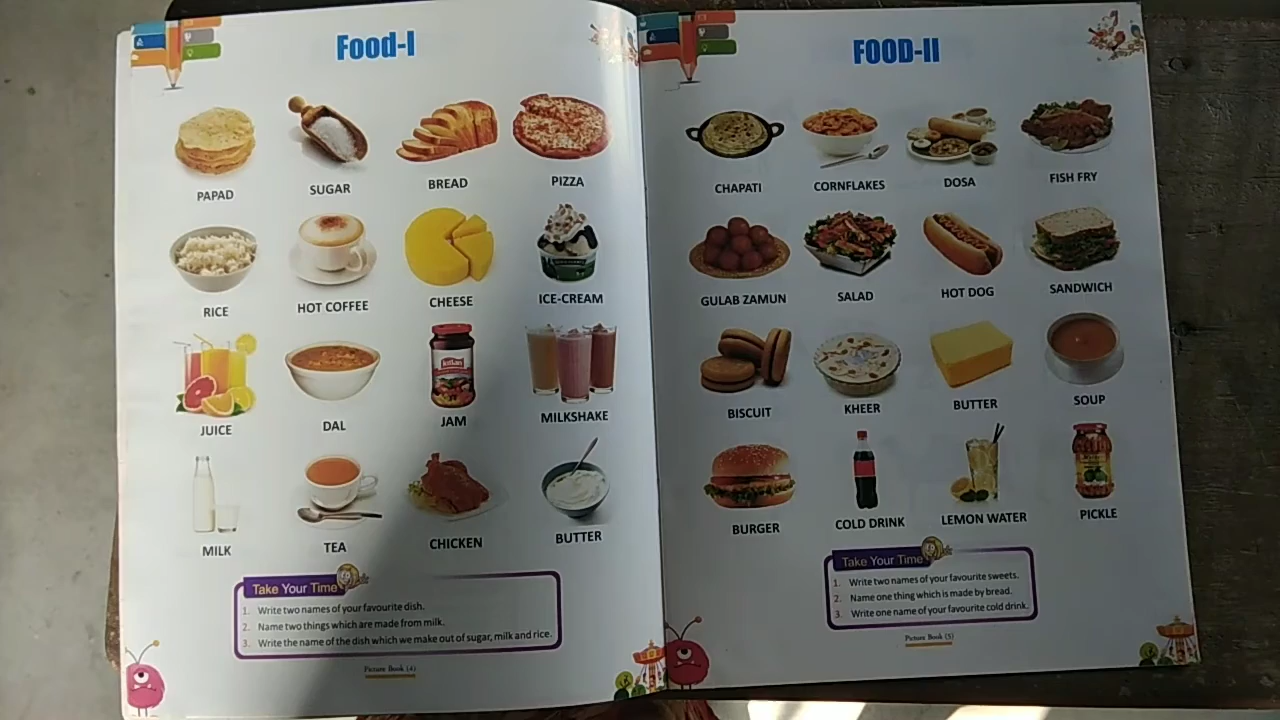 Food-I
PAPAD
SUGAR
BREAD
PIZZA
RICE
HOT COFFEE
CHEESE
ICE-CREAM
JUICE
DAL
JAM
MILKSHAKE
MILK
TEA
CHICKEN
BUTTER
Take Your Time
1. Write two names of your favourite dish.
2. Name two things which are made from milk.
3. Write the name of the dish which we make out of sugar, milk and rice.
Picture Book (4)
FOOD-II
CHAPATI
CORNFLAKES
DOSA
FISH FRY
GULAB ZAMUN
SALAD
HOT DOG
SANDWICH
BISCUIT
KHEER
BUTTER
SOUP
BURGER
COLD DRINK
LEMON WATER
PICKLE
Take Your Time
1. Write two names of your favourite sweets.
2. Name one thing which is made by bread.
3. Write one name of your favourite cold drink.
Picture Book (5)